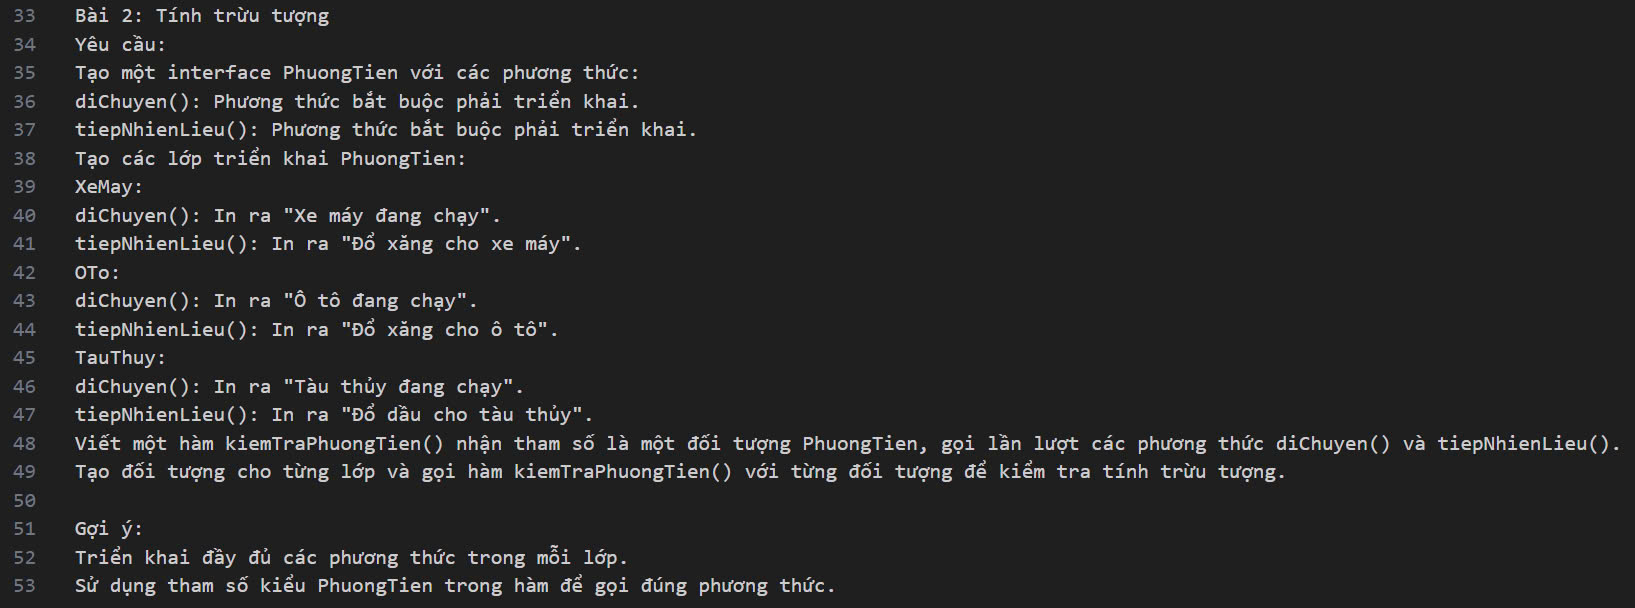 33 Bài 2: Tính trừu tượng
34 Yêu cầu:
35 Tạo một interface PhuongTien với các phương thức:
36 diChuyen(): Phương thức bắt buộc phải triển khai.
37 tiepNhienLieu(): Phương thức bắt buộc phải triển khai.
38 Tạo các lớp triển khai PhuongTien:
39 XeMay:
40 diChuyen(): In ra "Xe máy đang chạy".
41 tiepNhienLieu(): In ra "Đổ xăng cho xe máy".
42 OTo:
43 diChuyen(): In ra "Ô tô đang chạy".
44 tiepNhienLieu(): In ra "Đổ xăng cho ô tô".
45 TauThuy:
46 diChuyen(): In ra "Tàu thủy đang chạy".
47 tiepNhienLieu(): In ra "Đổ dầu cho tàu thủy".
48 Viết một hàm kiemTraPhuongTien() nhận tham số là một đối tượng PhuongTien, gọi lần lượt các phương thức diChuyen() và tiepNhienLieu().
49 Tạo đối tượng cho từng lớp và gọi hàm kiemTraPhuongTien() với từng đối tượng để kiểm tra tính trừu tượng.
50
51 Gợi ý:
52 Triển khai đầy đủ các phương thức trong mỗi lớp.
53 Sử dụng tham số kiểu PhuongTien trong hàm để gọi đúng phương thức.